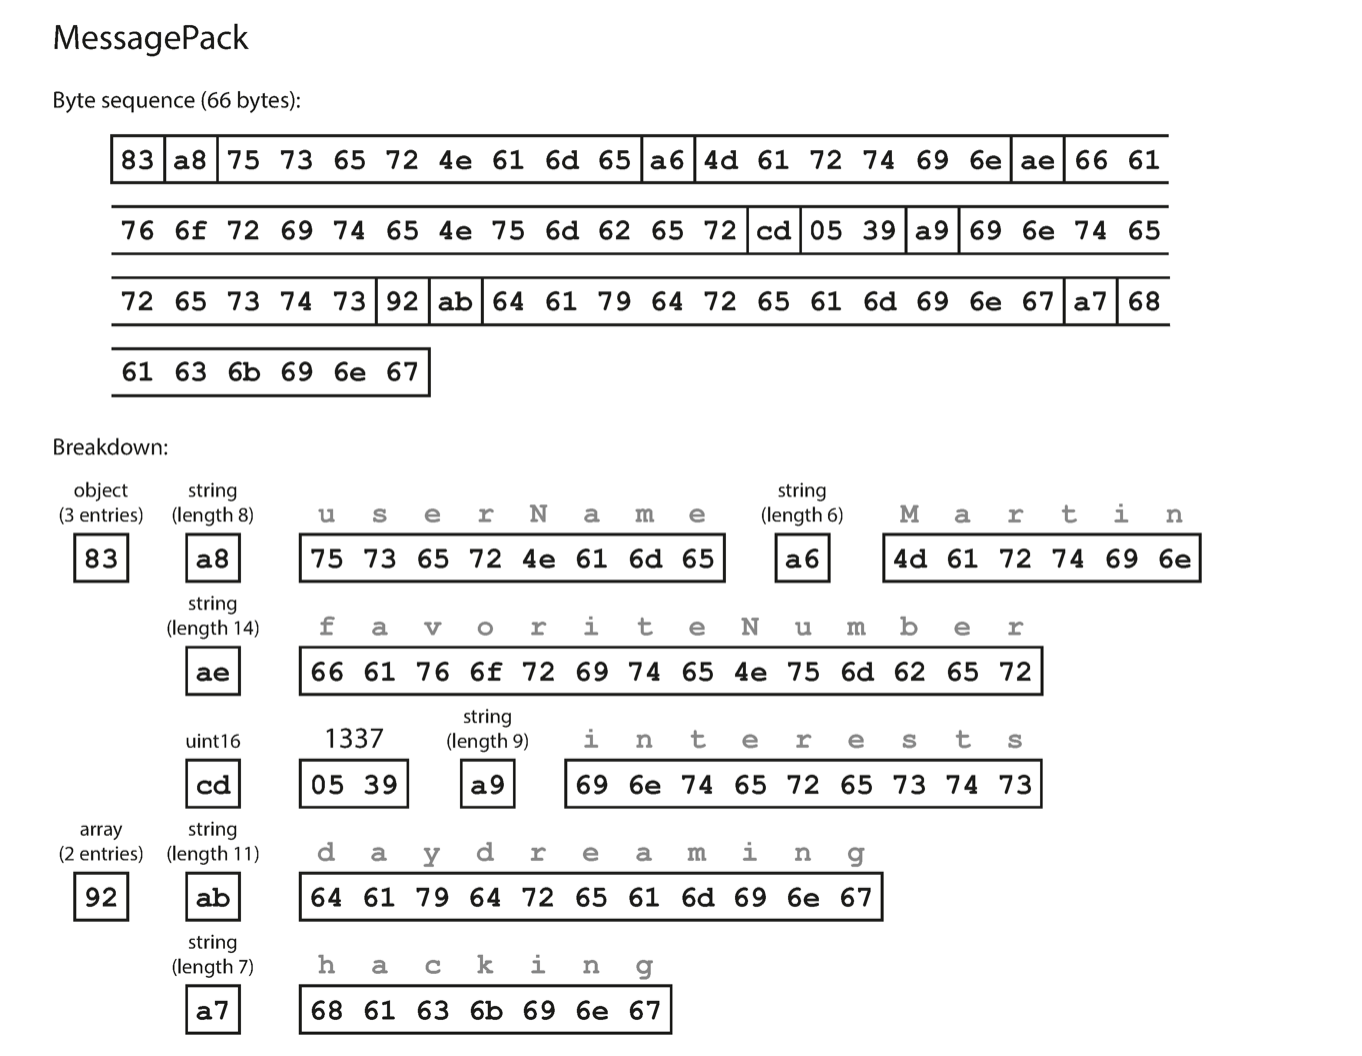 MessagePack
Byte sequence (66 bytes):
83 a8 75 73 65 72 4e 61 6d 65 a6 4d 61 72 74 69 6e ae 66 61
76 6f 72 69 74 65 4e 75 6d 62 65 72 cd 05 39 a9 69 6e 74 65
72 65 73 74 73 92 ab 64 61 79 64 72 65 61 6d 69 6e 67 a7 68
61 63 6b 69 6e 67
Breakdown:
object string string
(3 entries) (length 8) u s e r N a m e (length 6) M a r t i n
83 a8 75 73 65 72 4e 61 6d 65 a6 4d 61 72 74 69 6e
string
(length 14) f a v o r i t e N u m b e r
ae 66 61 76 6f 72 69 74 65 4e 75 6d 62 65 72
string
uint16 1337 (length 9) i n t e r e s t s
cd 05 39 a9 69 6e 74 65 72 65 73 74 73
array string
(2 entries) (length 11) d a y d r e a m i n g
92 ab 64 61 79 64 72 65 61 6d 69 6e 67
string
(length 7) h a c k i n g
a7 68 61 63 6b 69 6e 67